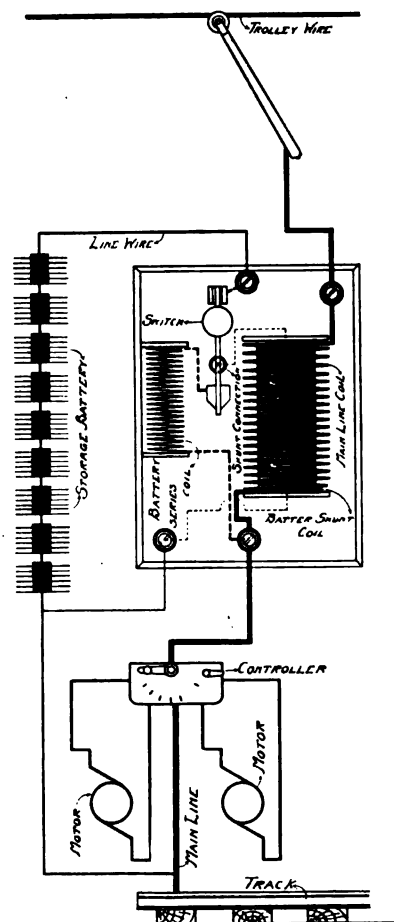 TROLLEY WIRE
LINE WIRE
SWITCH
STORAGE BATTERY
SHUNT CONNECTION
MAIN LINE COIL
BATTERY
SERIES
COIL
BATTER SHUNT
COIL
CONTROLLER
MOTOR
MOTOR
MAIN LINE
TRACK